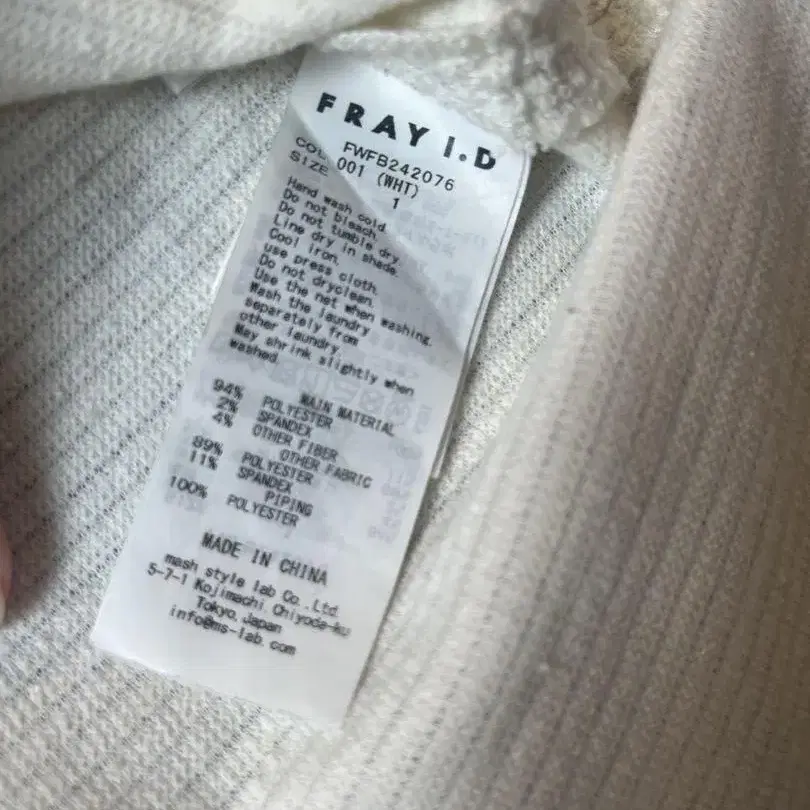 FRAY I.D
FWFB242076
COL 001 (WHT)
SIZE 1
Hand wash cold.
Do not bleach.
Do not tumble dry.
Line dry in shade.
Cool iron.
use press cloth.
Do not dryclean.
Use the net when washing.
Wash the laundry
separately from
other laundry.
May shrink slightly when
washed.
MAIN MATERIAL
94% POLYESTER
2% SPANDEX
4% OTHER FIBER
OTHER FABRIC
89% POLYESTER
11% SPANDEX
PIPING
100% POLYESTER
MADE IN CHINA
mash style lab Co.,Ltd.
5-7-1 Kojimachi Chiyoda-ku
Tokyo,Japan
info@ms-lab.com